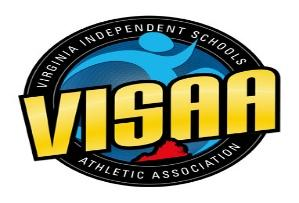 VIRGINIA INDEPENDENT SCHOOLS
VISAA
ATHLETIC ASSOCIATION